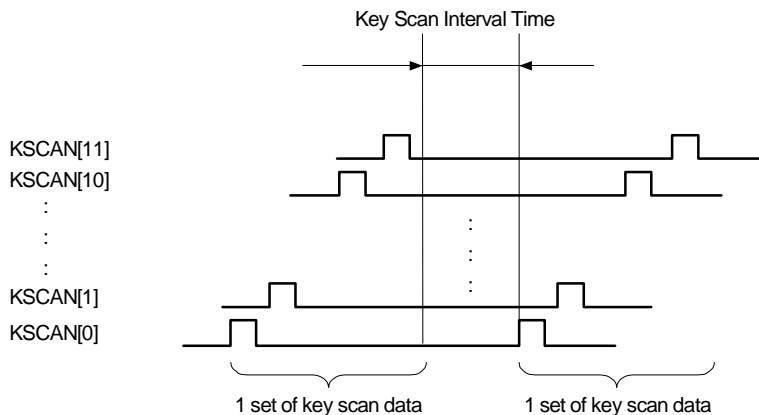 Key Scan Interval Time
KSCAN[11]
KSCAN[10]
:
:
:
:
:
:
KSCAN[1]
KSCAN[0]
1 set of key scan data
1 set of key scan data